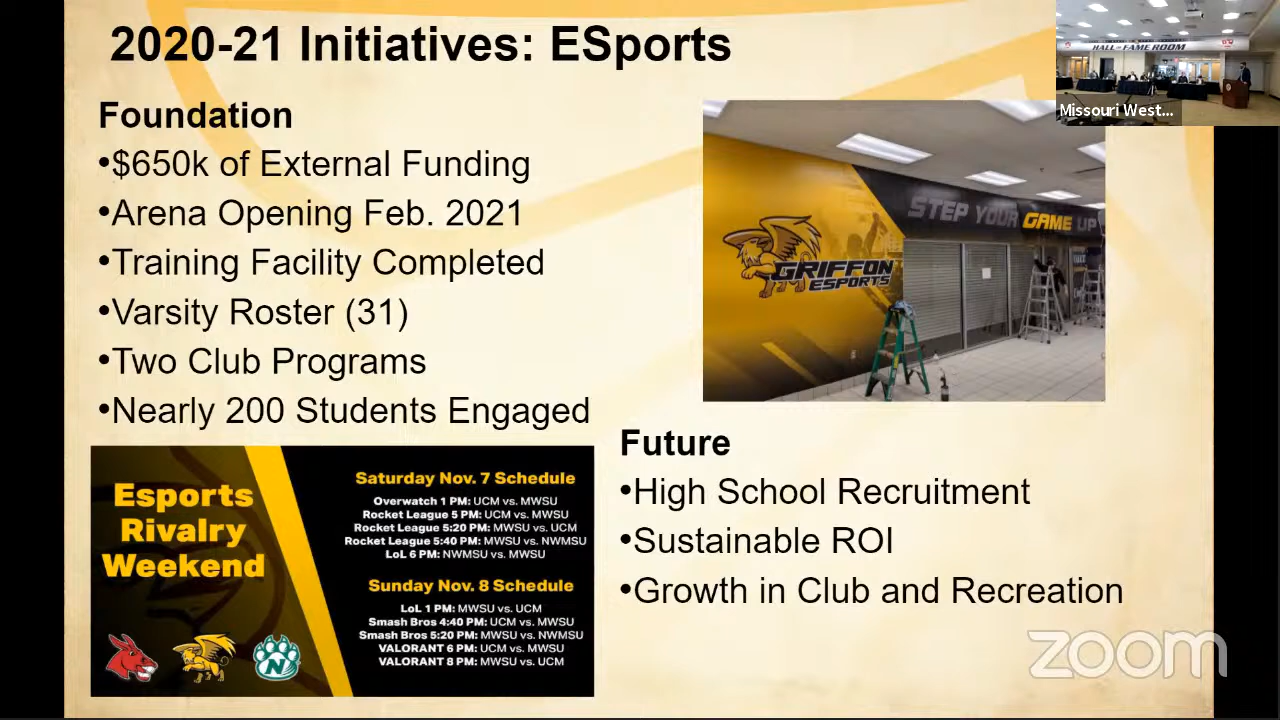 2020-21 Initiatives: ESports
HALL of FAME ROOM
Missouri West...
Foundation
•$650k of External Funding
•Arena Opening Feb. 2021
•Training Facility Completed
•Varsity Roster (31)
•Two Club Programs
•Nearly 200 Students Engaged
STEP YOUR GAME UP
GRIFFON
ESPORTS
Esports
Rivalry
Weekend
Saturday Nov. 7 Schedule
Overwatch 1 PM: UCM vs. MWSU
Rocket League 5 PM: UCM vs. MWSU
Rocket League 5:20 PM: MWSU vs. UCM
Rocket League 5:40 PM: MWSU vs. NWMSU
LoL 6 PM: NWMSU vs. MWSU
Sunday Nov. 8 Schedule
LoL 1 PM: MWSU vs. UCM
Smash Bros 4:40 PM: UCM vs. MWSU
Smash Bros 5:20 PM: MWSU vs. NWMSU
VALORANT 6 PM: UCM vs. MWSU
VALORANT 8 PM: MWSU vs. UCM
N
Future
•High School Recruitment
•Sustainable ROI
•Growth in Club and Recreation
zoom